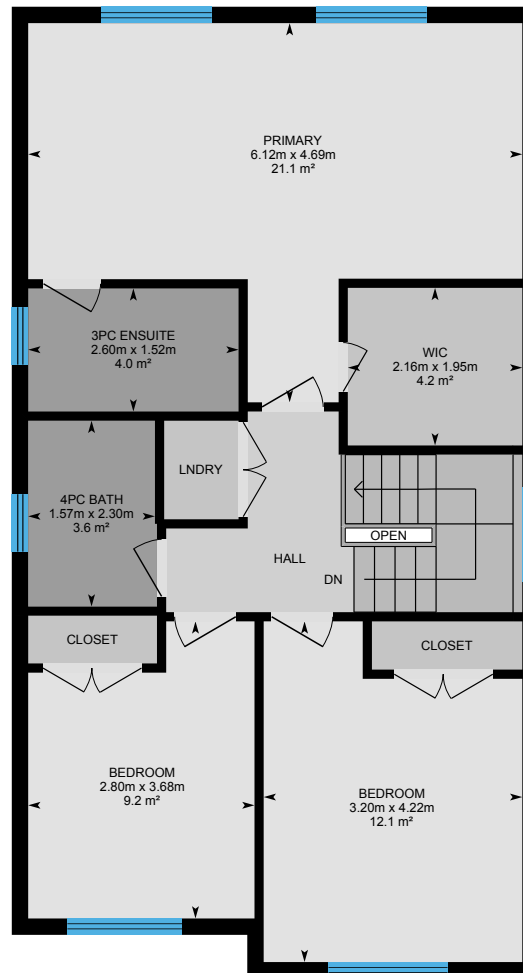 PRIMARY
6.12m x 4.69m
21.1 m²
3PC ENSUITE
2.60m x 1.52m
4.0 m²
WIC
2.16m x 1.95m
4.2 m²
LNDRY
4PC BATH
1.57m x 2.30m
3.6 m²
OPEN
HALL
DN
CLOSET
CLOSET
BEDROOM
2.80m x 3.68m
9.2 m²
BEDROOM
3.20m x 4.22m
12.1 m²